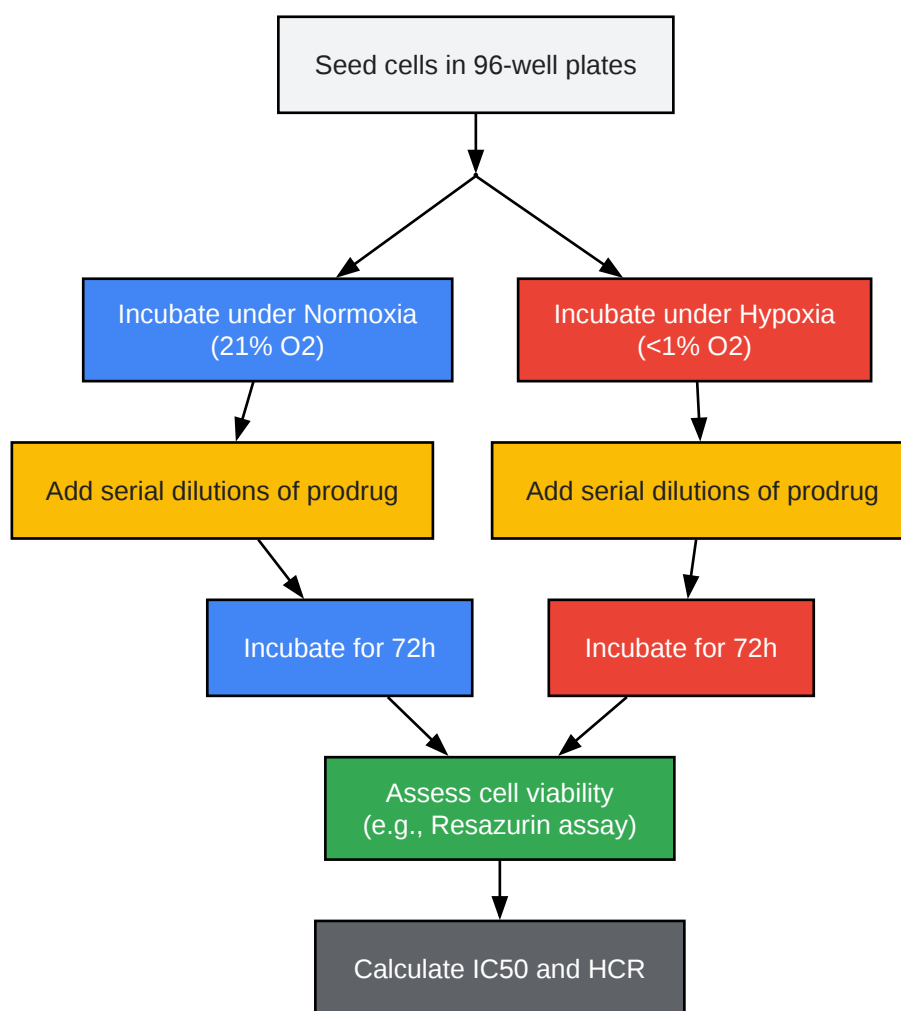 Seed cells in 96-well plates
Incubate under Normoxia
(21% O2)
Incubate under Hypoxia
(<1% O2)
Add serial dilutions of prodrug
Add serial dilutions of prodrug
Incubate for 72h
Incubate for 72h
Assess cell viability
(e.g., Resazurin assay)
Calculate IC50 and HCR